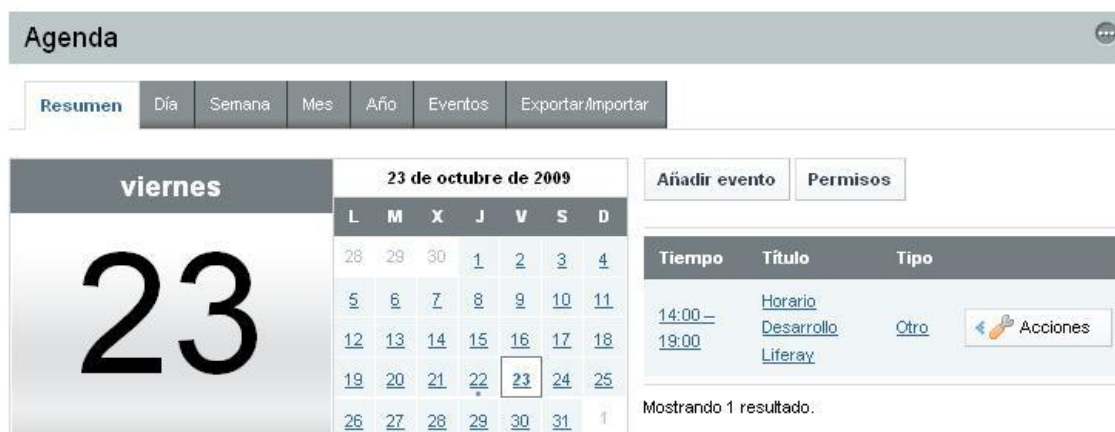 Agenda
Resumen Día Semana Mes Año Eventos Exportar/Importar
viernes
23
23 de octubre de 2009
L M X J V S D
28 29 30 1 2 3 4
5 6 7 8 9 10 11
12 13 14 15 16 17 18
19 20 21 22 23 24 25
26 27 28 29 30 31 1
Añadir evento Permisos
Tiempo Título Tipo
14:00 –
19:00
Horario
Desarrollo
Liferay
Otro
Acciones
Mostrando 1 resultado.